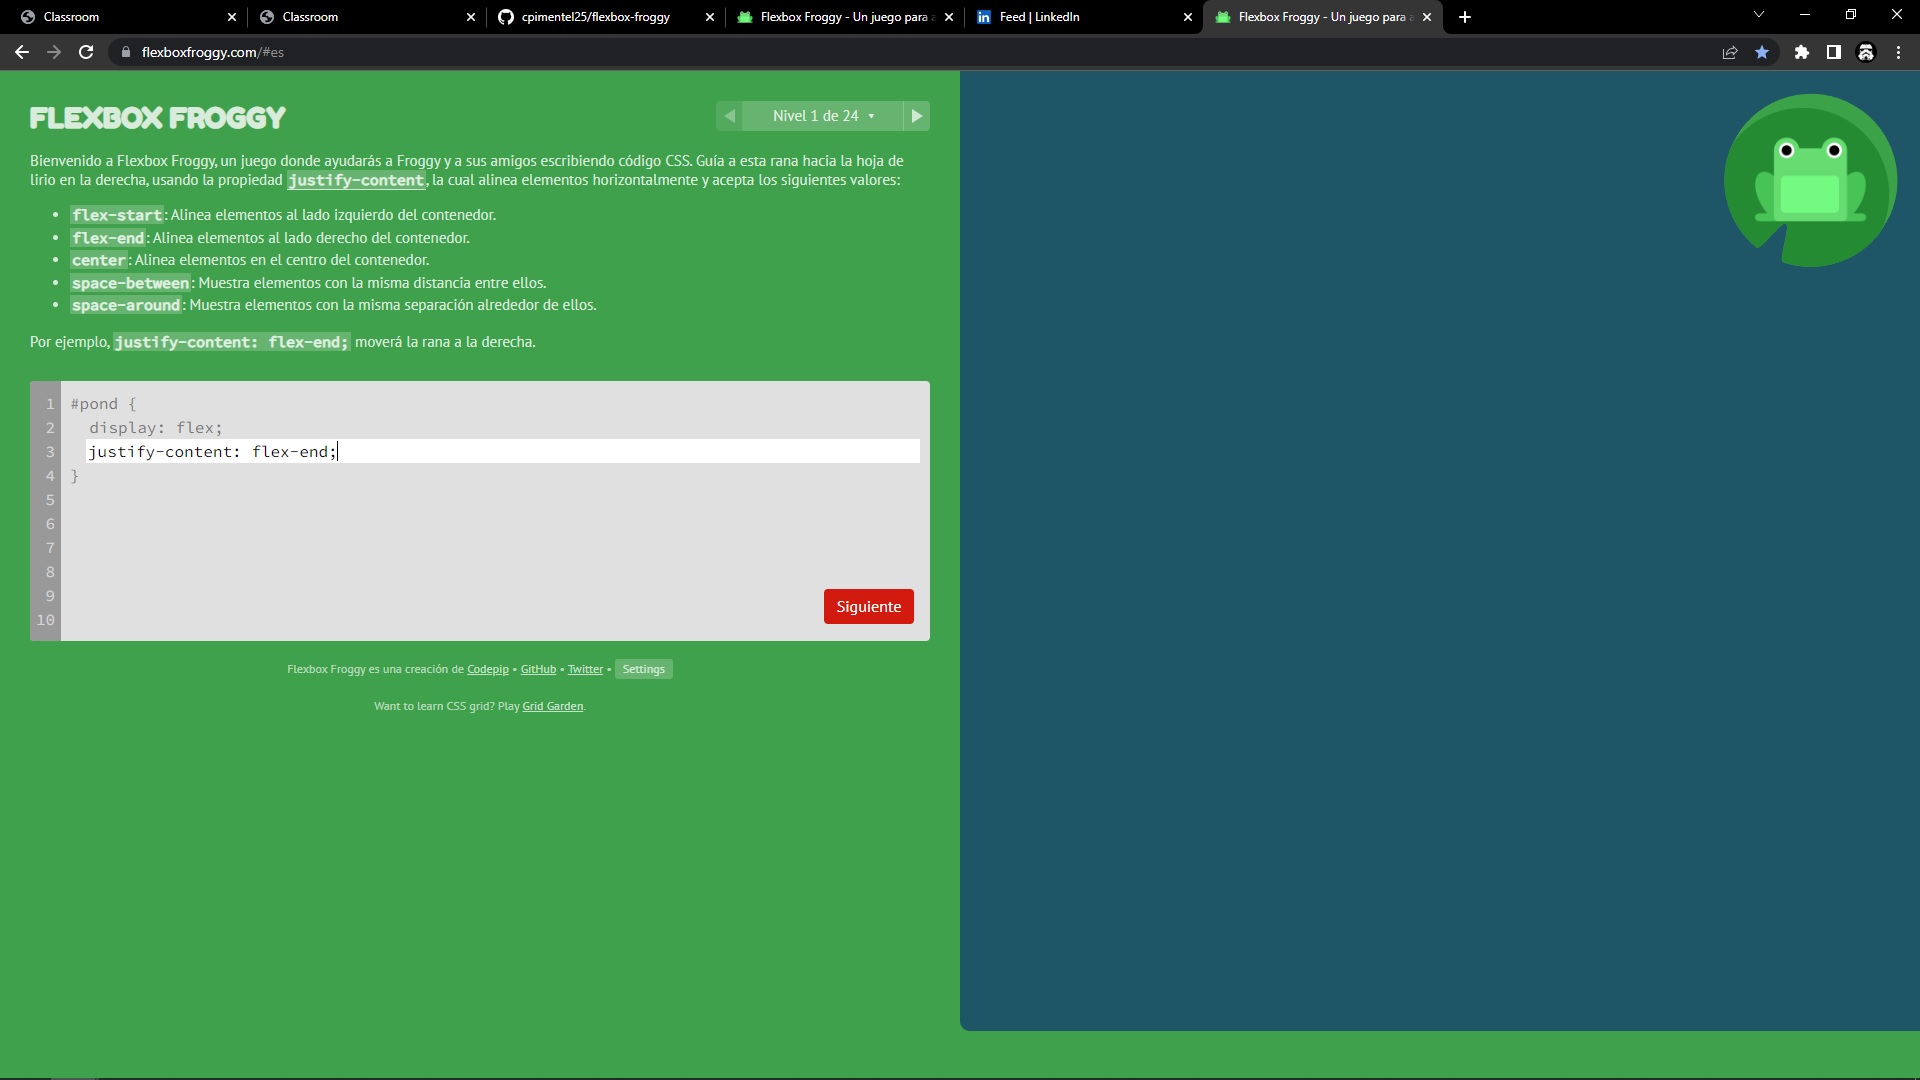 Classroom
Classroom
cpimentel25/flexbox-froggy
Flexbox Froggy - Un juego para a
Feed | LinkedIn
Flexbox Froggy - Un juego para a
flexboxfroggy.com/#es
FLEXBOX FROGGY
Nivel 1 de 24 ▾
Bienvenido a Flexbox Froggy, un juego donde ayudarás a Froggy y a sus amigos escribiendo código CSS. Guía a esta rana hacia la hoja de
lirio en la derecha, usando la propiedad justify-content, la cual alinea elementos horizontalmente y acepta los siguientes valores:
• flex-start: Alinea elementos al lado izquierdo del contenedor.
• flex-end: Alinea elementos al lado derecho del contenedor.
• center: Alinea elementos en el centro del contenedor.
• space-between: Muestra elementos con la misma distancia entre ellos.
• space-around: Muestra elementos con la misma separación alrededor de ellos.
Por ejemplo, justify-content: flex-end; moverá la rana a la derecha.
1 #pond {
2 display: flex;
3 justify-content: flex-end;
4 }
5
6
7
8
9
10
Siguiente
Flexbox Froggy es una creación de Codepip • GitHub • Twitter • Settings
Want to learn CSS grid? Play Grid Garden.